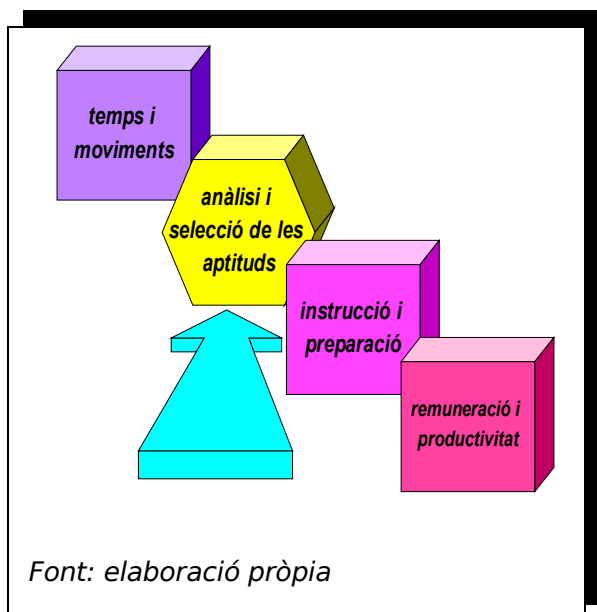 temps i
moviments
anàlisi i
selecció de les
aptituds
instrucció i
preparació
remuneració i
productivitat
Font: elaboració pròpia